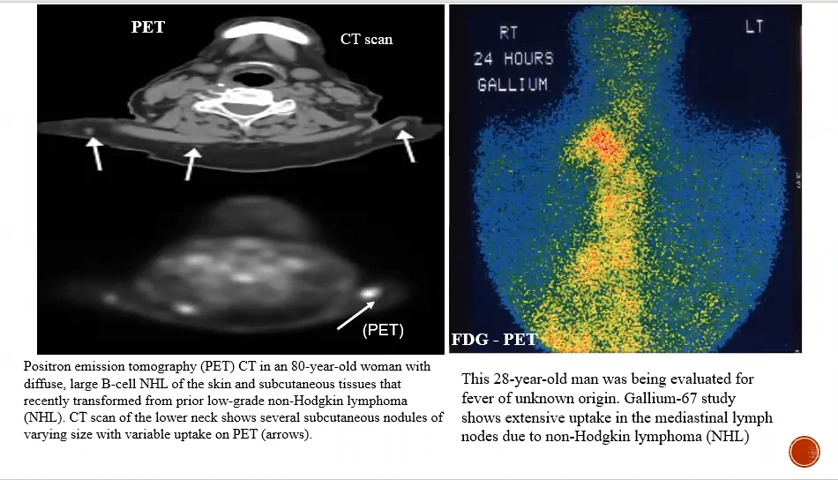 PET
CT scan
(PET)
Positron emission tomography (PET) CT in an 80-year-old woman with
diffuse, large B-cell NHL of the skin and subcutaneous tissues that
recently transformed from prior low-grade non-Hodgkin lymphoma
(NHL). CT scan of the lower neck shows several subcutaneous nodules of
varying size with variable uptake on PET (arrows).
RT
LT
24 HOURS
GALLIUM
FDG - PET
This 28-year-old man was being evaluated for
fever of unknown origin. Gallium-67 study
shows extensive uptake in the mediastinal lymph
nodes due to non-Hodgkin lymphoma (NHL)